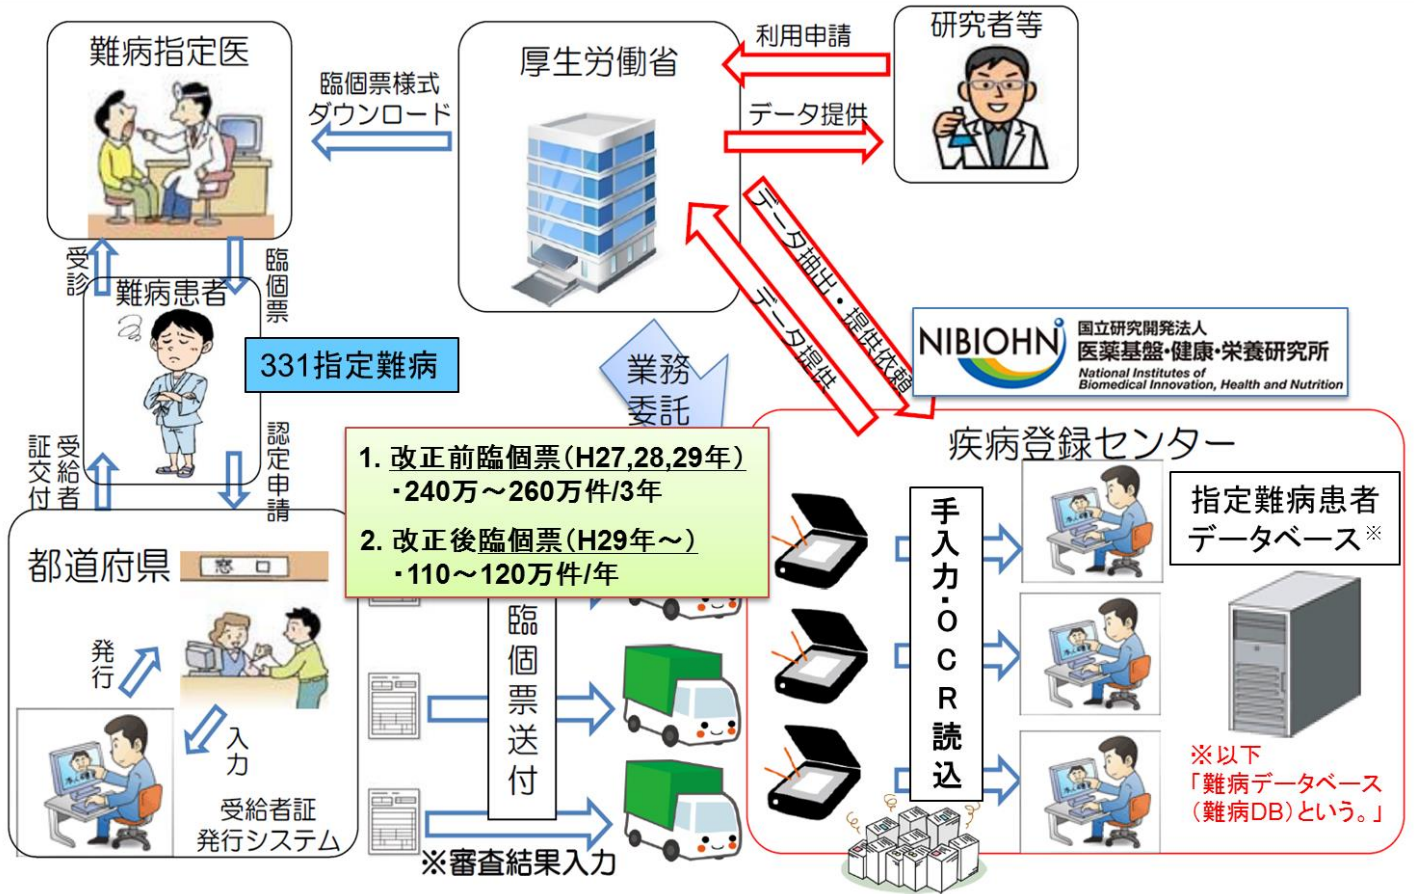 難病指定医
臨個票様式
ダウンロード
厚生労働省
利用申請
データ提供
研究者等
受診
臨個票
難病患者
331指定難病
データ抽出・提供依頼
データ提供
業務
委託
NIBIOHN
国立研究開発法人
医薬基盤・健康・栄養研究所
National Institutes of
Biomedical Innovation, Health and Nutrition
受給者
証交付
認定申請
1. 改正前臨個票(H27,28,29年)
・240万～260万件/3年
2. 改正後臨個票(H29年～)
・110～120万件/年
疾病登録センター
指定難病患者
データベース※
都道府県
窓口
発行
入力
受給者証
発行システム
臨個票送付
※審査結果入力
手入力・OCR読込
※以下
「難病データベース
(難病DB)という。」